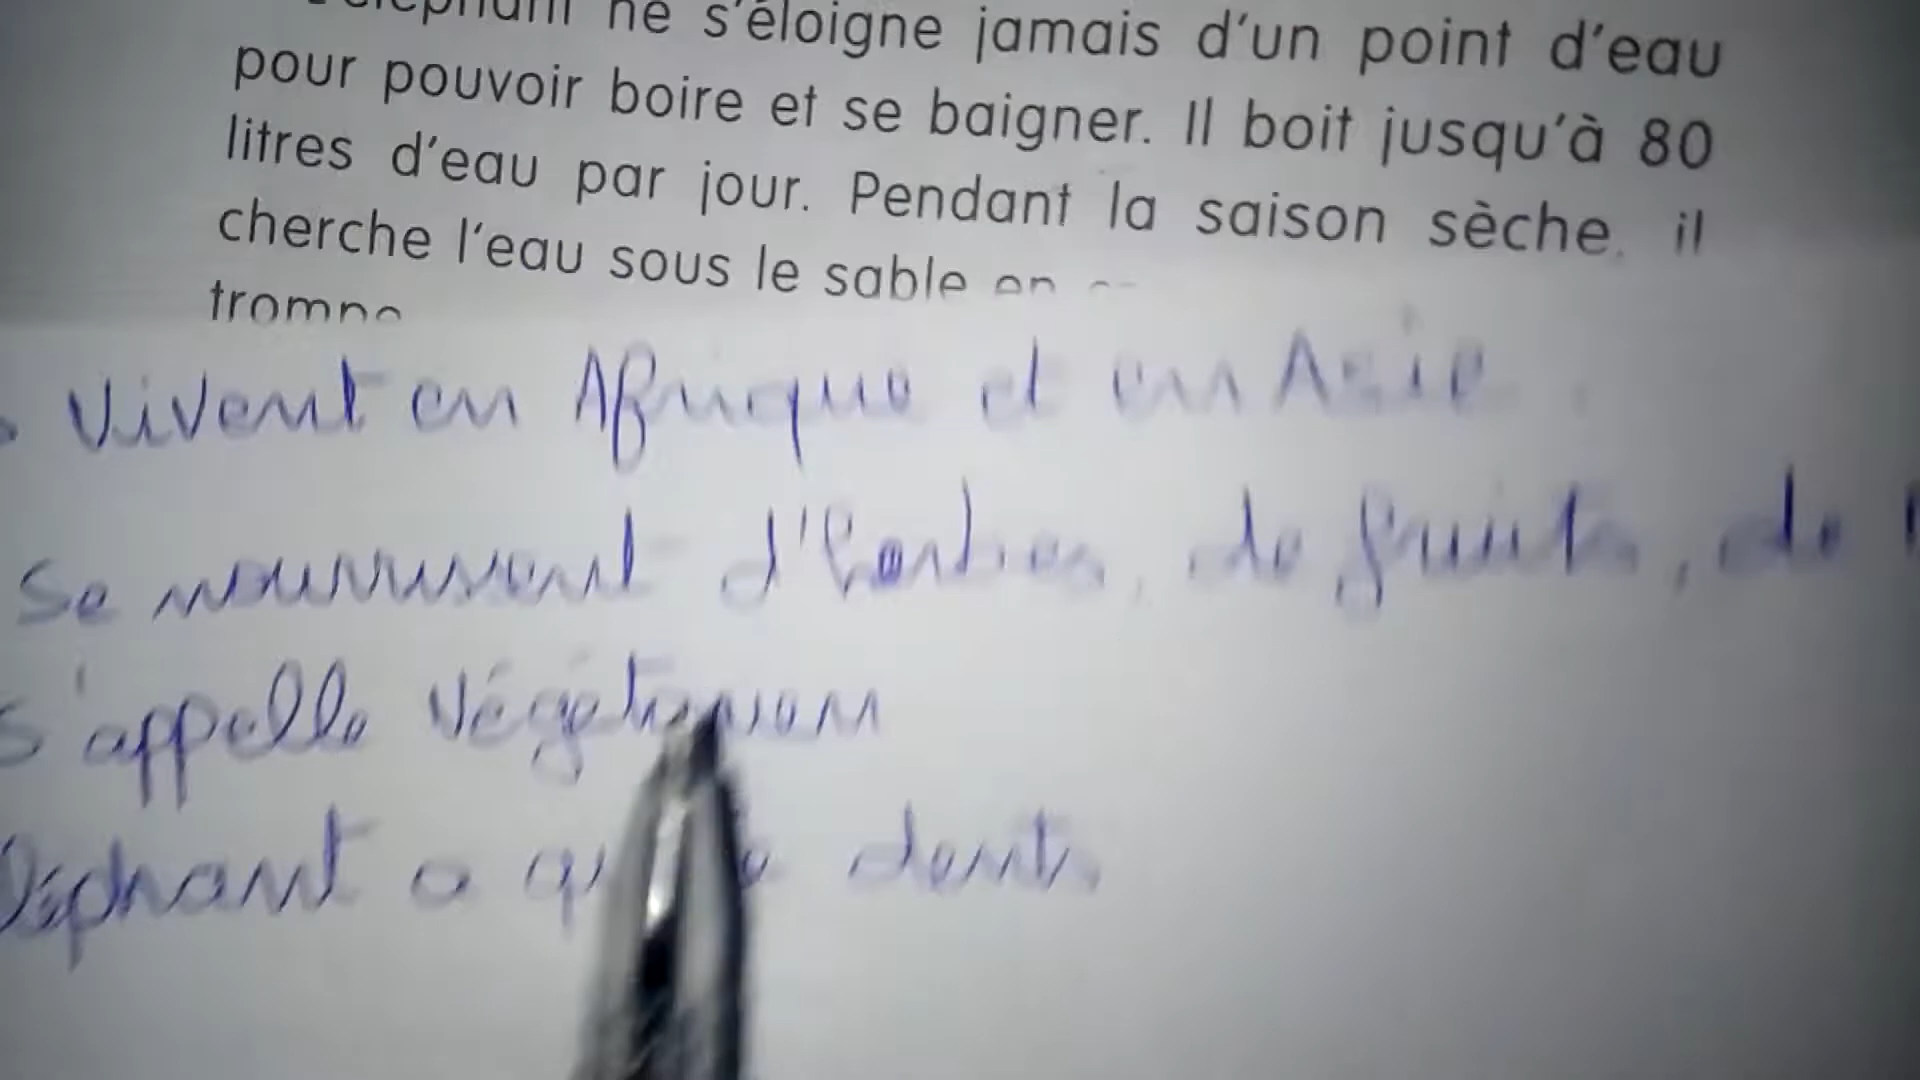 ne s'éloigne jamais d'un point d'eau
pour pouvoir boire et se baigner. Il boit jusqu'à 80
litres d'eau par jour. Pendant la saison sèche, il
cherche l'eau sous le sable en
Vivent en Afrique et en Asie
Se nourrissent d'herbes, de fruits, de
s'appelle végétarien
a dents